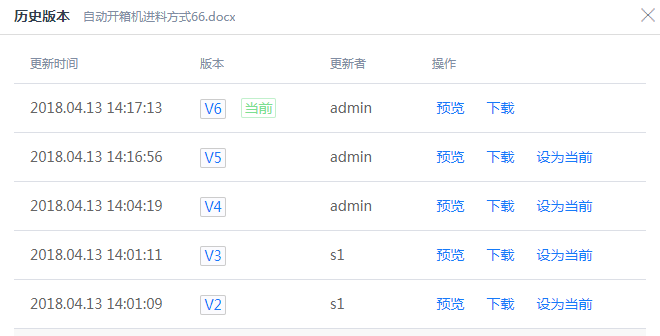 历史版本 自动开箱机进料方式66.docx
更新时间 版本 更新者 操作
2018.04.13 14:17:13 V6 当前 admin 预览 下载
2018.04.13 14:16:56 V5 admin 预览 下载 设为当前
2018.04.13 14:04:19 V4 admin 预览 下载 设为当前
2018.04.13 14:01:11 V3 s1 预览 下载 设为当前
2018.04.13 14:01:09 V2 s1 预览 下载 设为当前